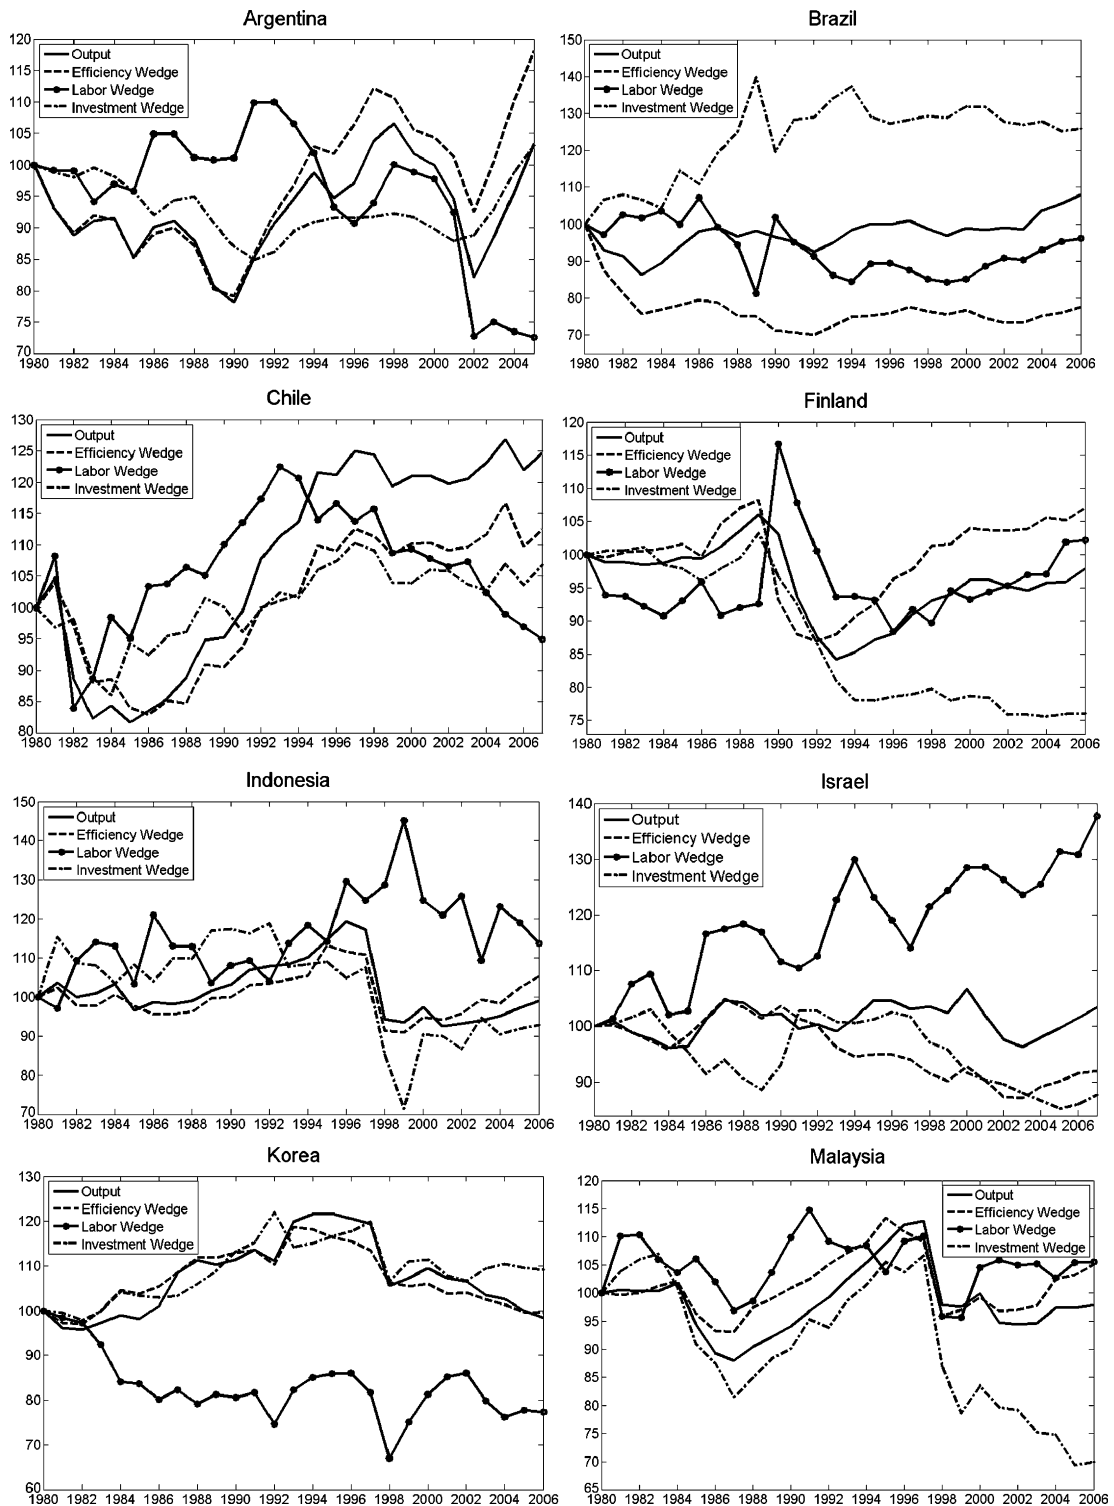 Argentina
120
115
110
105
100
95
90
85
80
75
70
Output
Efficiency Wedge
Labor Wedge
Investment Wedge
1980 1982 1984 1986 1988 1990 1992 1994 1996 1998 2000 2002 2004
Brazil
150
140
130
120
110
100
90
80
70
Output
Efficiency Wedge
Labor Wedge
Investment Wedge
1980 1982 1984 1986 1988 1990 1992 1994 1996 1998 2000 2002 2004 2006
Chile
130
125
120
115
110
105
100
95
90
85
80
Output
Efficiency Wedge
Labor Wedge
Investment Wedge
1980 1982 1984 1986 1988 1990 1992 1994 1996 1998 2000 2002 2004 2006
Finland
120
115
110
105
100
95
90
85
80
75
Output
Efficiency Wedge
Labor Wedge
Investment Wedge
1980 1982 1984 1986 1988 1990 1992 1994 1996 1998 2000 2002 2004 2006
Indonesia
150
140
130
120
110
100
90
80
70
Output
Efficiency Wedge
Labor Wedge
Investment Wedge
1980 1982 1984 1986 1988 1990 1992 1994 1996 1998 2000 2002 2004 2006
Israel
140
130
120
110
100
90
Output
Efficiency Wedge
Labor Wedge
Investment Wedge
1980 1982 1984 1986 1988 1990 1992 1994 1996 1998 2000 2002 2004 2006
Korea
130
120
110
100
90
80
70
60
Output
Efficiency Wedge
Labor Wedge
Investment Wedge
1980 1982 1984 1986 1988 1990 1992 1994 1996 1998 2000 2002 2004 2006
Malaysia
120
115
110
105
100
95
90
85
80
75
70
65
Output
Efficiency Wedge
Labor Wedge
Investment Wedge
1980 1982 1984 1986 1988 1990 1992 1994 1996 1998 2000 2002 2004 2006